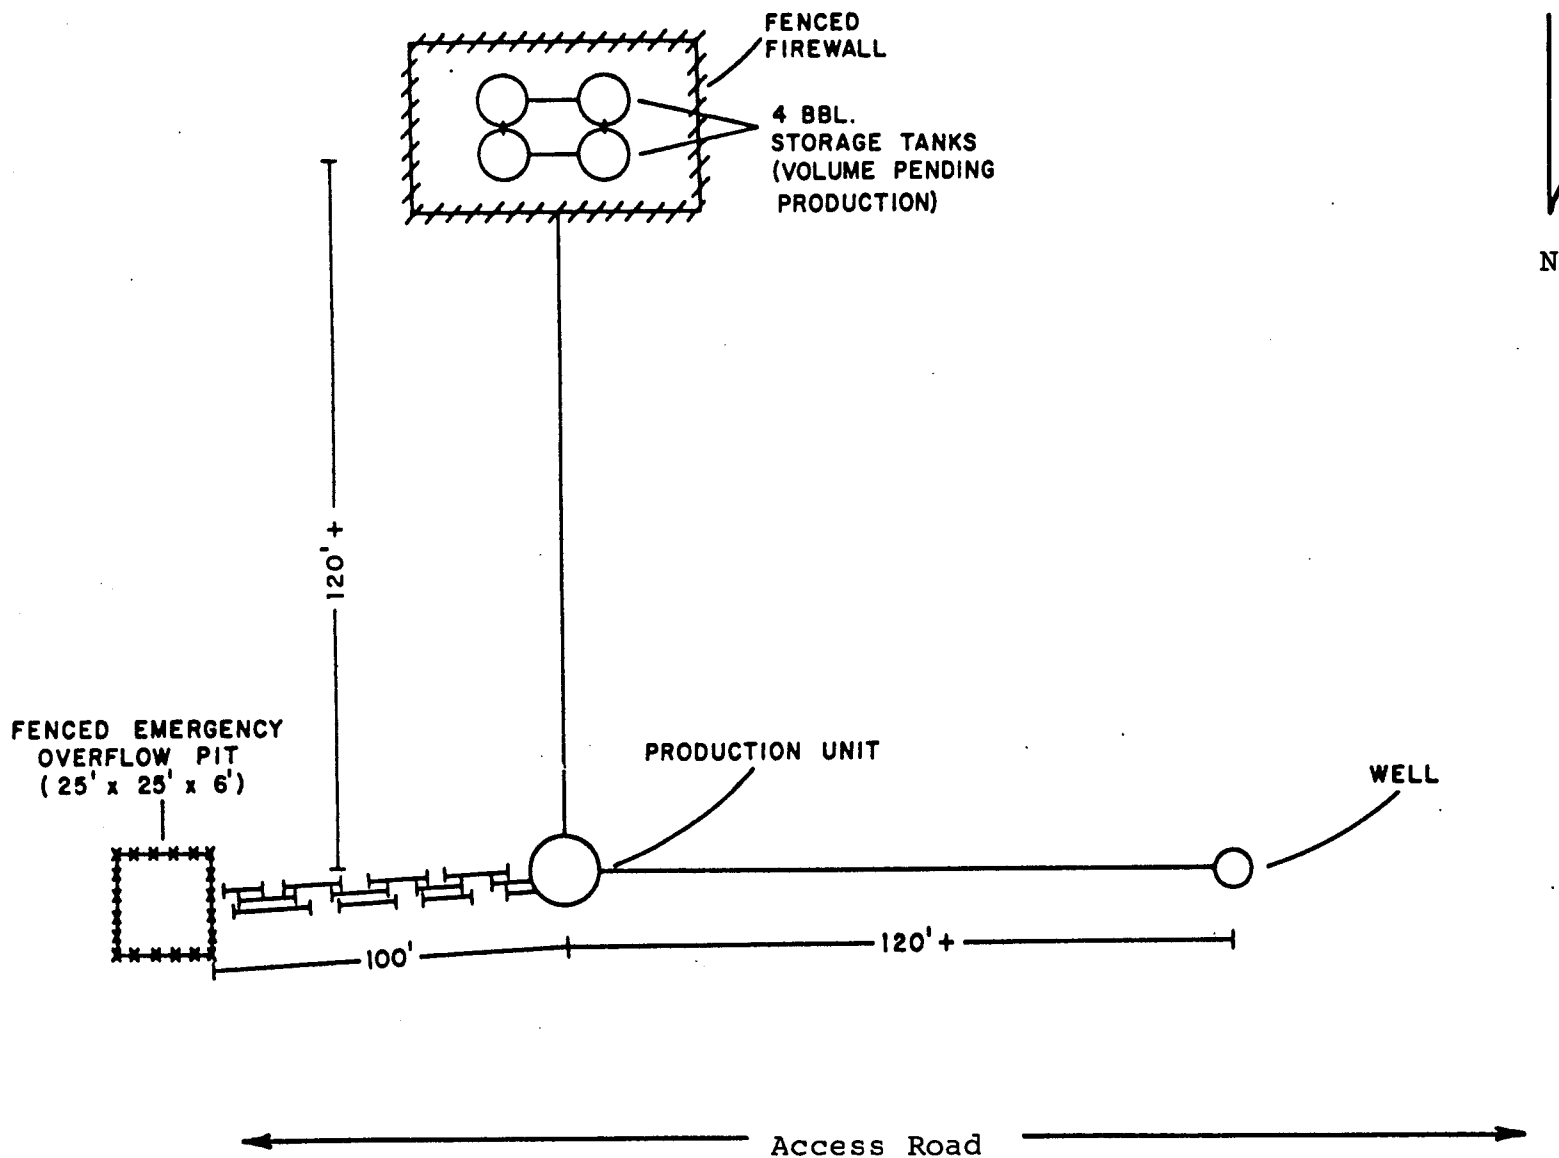 FENCED
FIREWALL
4 BBL.
STORAGE TANKS
(VOLUME PENDING
PRODUCTION)
N
120' +
FENCED EMERGENCY
OVERFLOW PIT
(25' x 25' x 6')
PRODUCTION UNIT
WELL
100'
120' +
Access Road